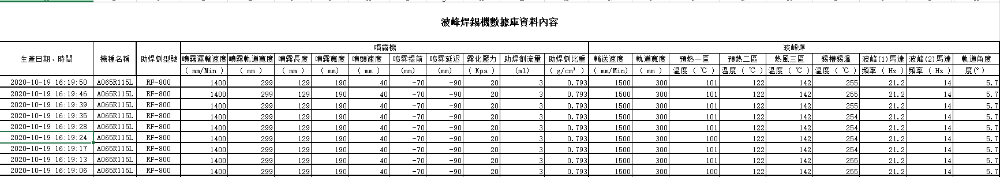 波峰焊錫機數據庫資料內容
噴霧機 波峰焊
生產日期、時間 機種名稱 助焊劑型號 噴霧運輸速度 噴霧軌道寬度 噴霧長度 噴霧寬度 噴頭速度 喷雾提前 喷雾延迟 霧化壓力 助焊劑流量 助焊劑比重 輸送速度 軌道寬度 預熱一區 預熱二區 熱風三區 錫槽錫溫 波峰(1)馬達 波峰(2)馬達 軌道角度
( mm/Min ) ( mm ) ( mm ) ( mm ) ( mm ) (mm) (mm) ( Kpa ) (ml) ( g/cm³ ) ( mm/Min) ( mm ) 溫度 ( ℃ ) 溫度 ( ℃ ) 溫度 ( ℃ ) 溫度 ( ℃ ) 頻率 ( Hz ) 頻率 ( Hz ) 度(°)
2020-10-19 16:19:50 A065R115L RF-800 1400 299 129 190 40 -70 -90 20 3 0.793 1500 300 101 122 142 255 21.2 14 5.7
2020-10-19 16:19:46 A065R115L RF-800 1400 299 129 190 40 -70 -90 20 3 0.793 1500 300 101 122 142 255 21.2 14 5.7
2020-10-19 16:19:39 A065R115L RF-800 1400 299 129 190 40 -70 -90 20 3 0.793 1500 300 101 122 142 255 21.2 14 5.7
2020-10-19 16:19:35 A065R115L RF-800 1400 299 129 190 40 -70 -90 20 3 0.793 1500 300 101 122 142 254 21.2 14 5.7
2020-10-19 16:19:28 A065R115L RF-800 1400 299 129 190 40 -70 -90 20 3 0.793 1500 300 101 122 142 254 21.2 14 5.7
2020-10-19 16:19:24 A065R115L RF-800 1400 299 129 190 40 -70 -90 20 3 0.793 1500 300 100 122 142 254 21.2 14 5.7
2020-10-19 16:19:17 A065R115L RF-800 1400 299 129 190 40 -70 -90 20 3 0.793 1500 300 101 122 142 254 21.2 14 5.7
2020-10-19 16:19:13 A065R115L RF-800 1400 299 129 190 40 -70 -90 20 3 0.793 1500 300 101 122 142 255 21.2 14 5.7
2020-10-19 16:19:06 A065R115L RF-800 1400 299 129 190 40 -70 -90 20 3 0.793 1500 300 100 122 142 255 21.2 14 5.7